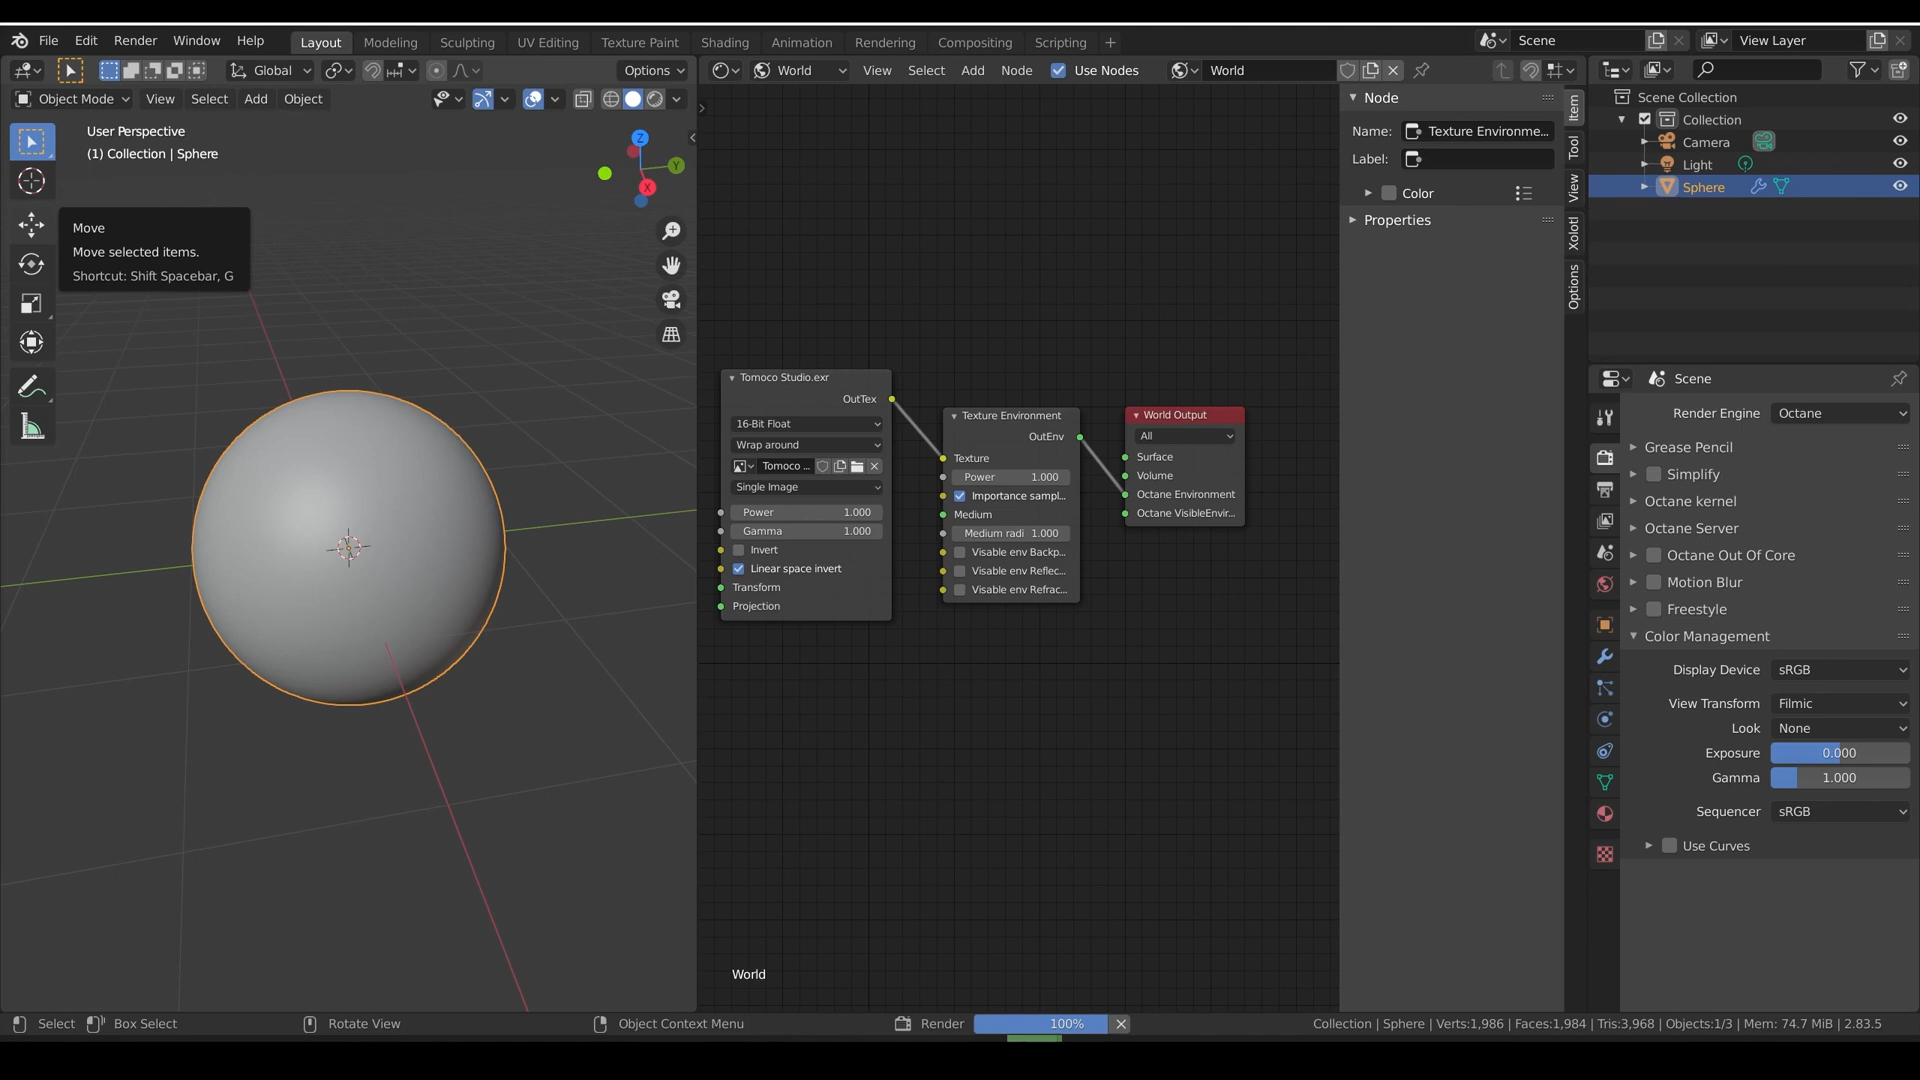 File Edit Render Window Help Layout Modeling Sculpting UV Editing Texture Paint Shading Animation Rendering Compositing Scripting Scene View Layer
Global Options World View Select Add Node Use Nodes World
Object Mode View Select Add Object
User Perspective
(1) Collection | Sphere
Z
Y
X
Move
Move selected items.
Shortcut: Shift Spacebar, G
Tomoco Studio.exr
OutTex
16-Bit Float
Wrap around
Tomoco ...
Single Image
Power 1.000
Gamma 1.000
Invert
Linear space invert
Transform
Projection
Texture Environment
OutEnv
Texture
Power 1.000
Importance sampl...
Medium
Medium radi 1.000
Visable env Backp...
Visable env Reflec...
Visable env Refrac...
World Output
All
Surface
Volume
Octane Environment
Octane VisibleEnvir...
World
Node
Name: Texture Environme...
Label:
Color
Properties
Item
Tool
View
Xolotl
Options
Scene Collection
Collection
Camera
Light
Sphere
Scene
Render Engine Octane
Grease Pencil
Simplify
Octane kernel
Octane Server
Octane Out Of Core
Motion Blur
Freestyle
Color Management
Display Device sRGB
View Transform Filmic
Look None
Exposure 0.000
Gamma 1.000
Sequencer sRGB
Use Curves
Select Box Select Rotate View Object Context Menu Render 100% Collection | Sphere | Verts:1,986 | Faces:1,984 | Tris:3,968 | Objects:1/3 | Mem: 74.7 MiB | 2.83.5